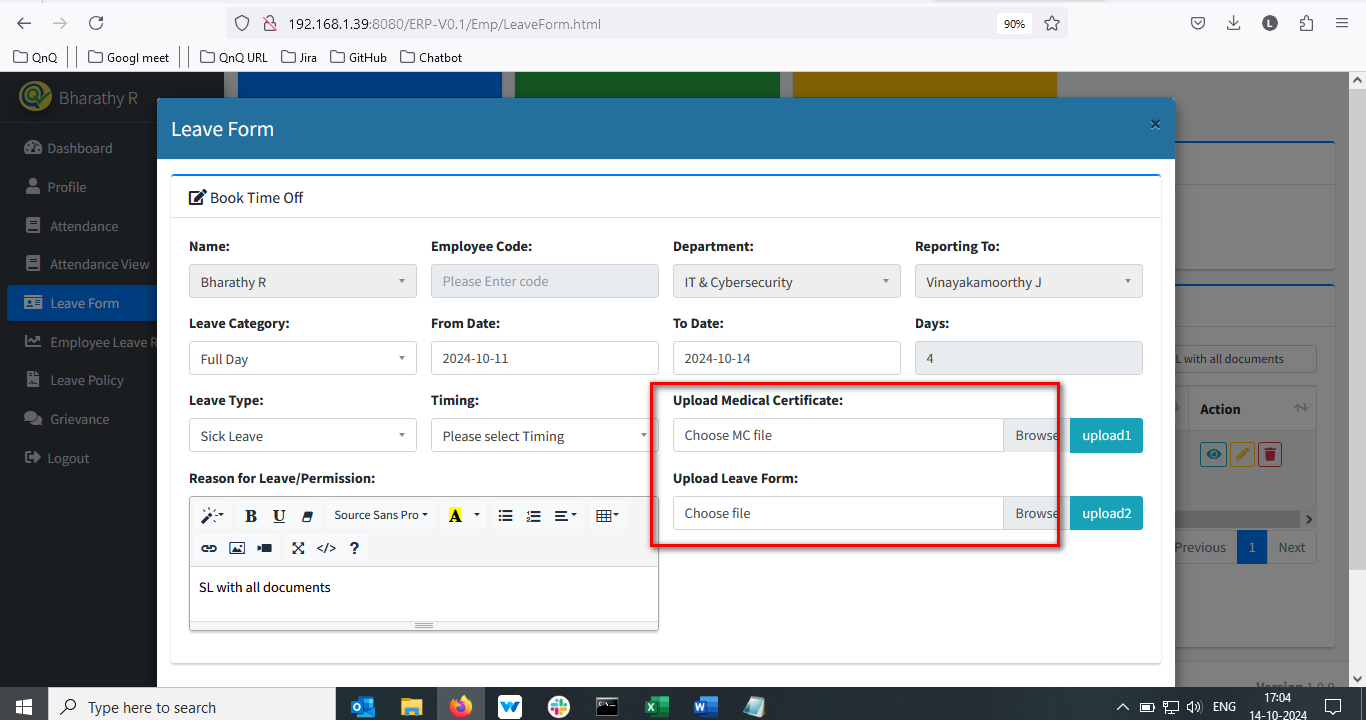 192.168.1.39:8080/ERP-V0.1/Emp/LeaveForm.html
90%
L
QnQ
Googl meet
QnQ URL
Jira
GitHub
Chatbot
Bharathy R
Dashboard
Profile
Attendance
Attendance View
Leave Form
Employee Leave R
Leave Policy
Grievance
Logout
Leave Form
×
Book Time Off
Name:
Employee Code:
Department:
Reporting To:
Bharathy R
Please Enter code
IT & Cybersecurity
Vinayakamoorthy J
Leave Category:
From Date:
To Date:
Days:
Full Day
2024-10-11
2024-10-14
4
Leave Type:
Timing:
Upload Medical Certificate:
Sick Leave
Please select Timing
Choose MC file
Browse
upload1
Reason for Leave/Permission:
Upload Leave Form:
Choose file
Browse
upload2
B
U
Source Sans Pro
A
</>
?
SL with all documents
L with all documents
Action
Previous
1
Next
Version 1.0.0
Type here to search
ENG
17:04
14-10-2024